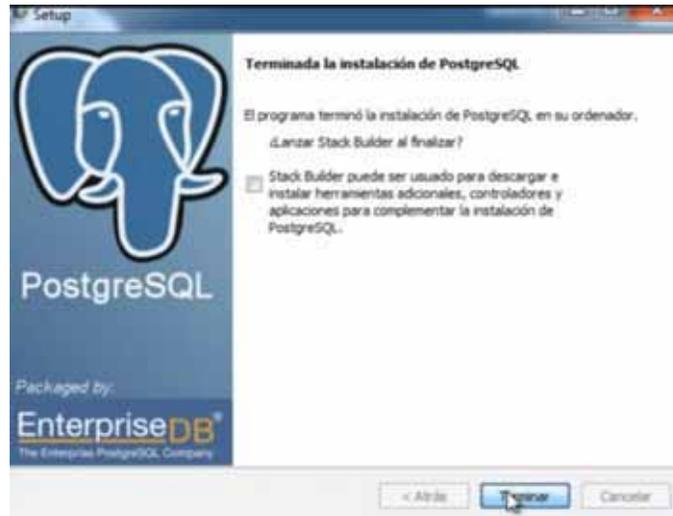 Setup
Terminada la instalación de PostgreSQL
El programa terminó la instalación de PostgreSQL en su ordenador.
¿Lanzar Stack Builder al finalizar?
Stack Builder puede ser usado para descargar e
instalar herramientas adicionales, controladores y
aplicaciones para complementar la instalación de
PostgreSQL.
PostgreSQL
Packaged by:
EnterpriseDB
The Enterprise PostgreSQL Company
< Atrás
Terminar
Cancelar